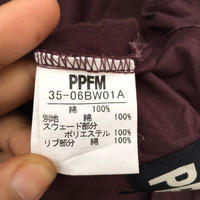 PPFM
35-06BW01A
綿 100%
別地 綿 100%
スウェード部分
ポリエステル 100%
リブ部分 綿 100%